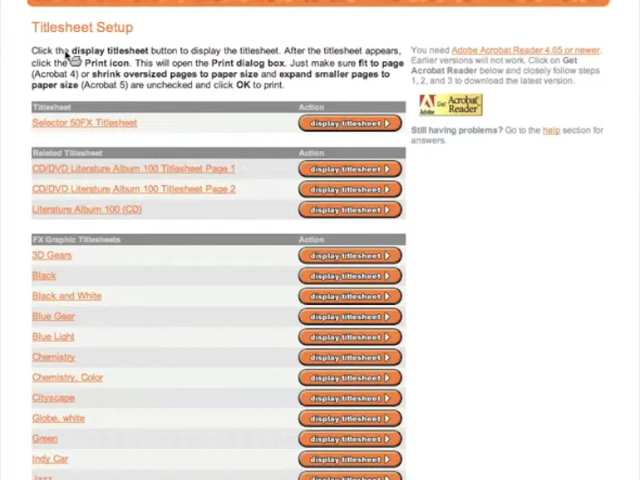 Titlesheet Setup
Click the display titlesheet button to display the titlesheet. After the titlesheet appears,
click the Print icon. This will open the Print dialog box. Just make sure fit to page
(Acrobat 4) or shrink oversized pages to paper size and expand smaller pages to
paper size (Acrobat 5) are unchecked and click OK to print.
You need Adobe Acrobat Reader 4.05 or newer.
Earlier versions will not work. Click on Get
Acrobat Reader below and closely follow steps
1, 2, and 3 to download the latest version.
Adobe Get Acrobat Reader
Still having problems? Go to the help section for
answers.
Titlesheet Action
Selector 50FX Titlesheet display titlesheet
Related Titlesheet Action
CD/DVD Literature Album 100 Titlesheet Page 1 display titlesheet
CD/DVD Literature Album 100 Titlesheet Page 2 display titlesheet
Literature Album 100 (CD) display titlesheet
FX Graphic Titlesheets Action
3D Gears display titlesheet
Black display titlesheet
Black and White display titlesheet
Blue Gear display titlesheet
Blue Light display titlesheet
Chemistry display titlesheet
Chemistry, Color display titlesheet
Cityscape display titlesheet
Globe, white display titlesheet
Green display titlesheet
Indy Car display titlesheet
display titlesheet